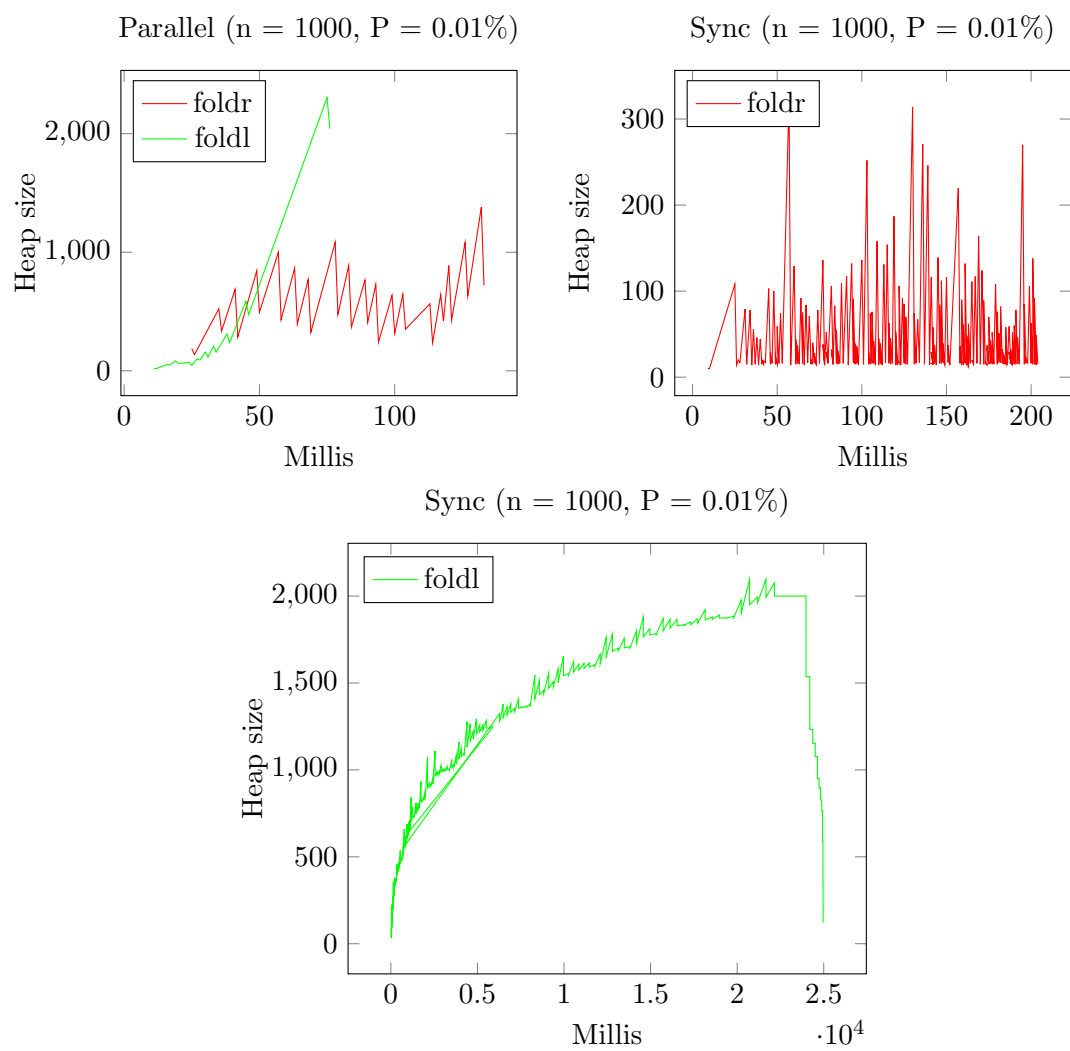 Parallel (n = 1000, P = 0.01%)
foldr
foldl
2,000
1,000
0
Heap size
0 50 100
Millis
Sync (n = 1000, P = 0.01%)
foldr
300
200
100
0
Heap size
0 50 100 150 200
Millis
Sync (n = 1000, P = 0.01%)
foldl
2,000
1,500
1,000
500
0
Heap size
0 0.5 1 1.5 2 2.5
·10⁴
Millis